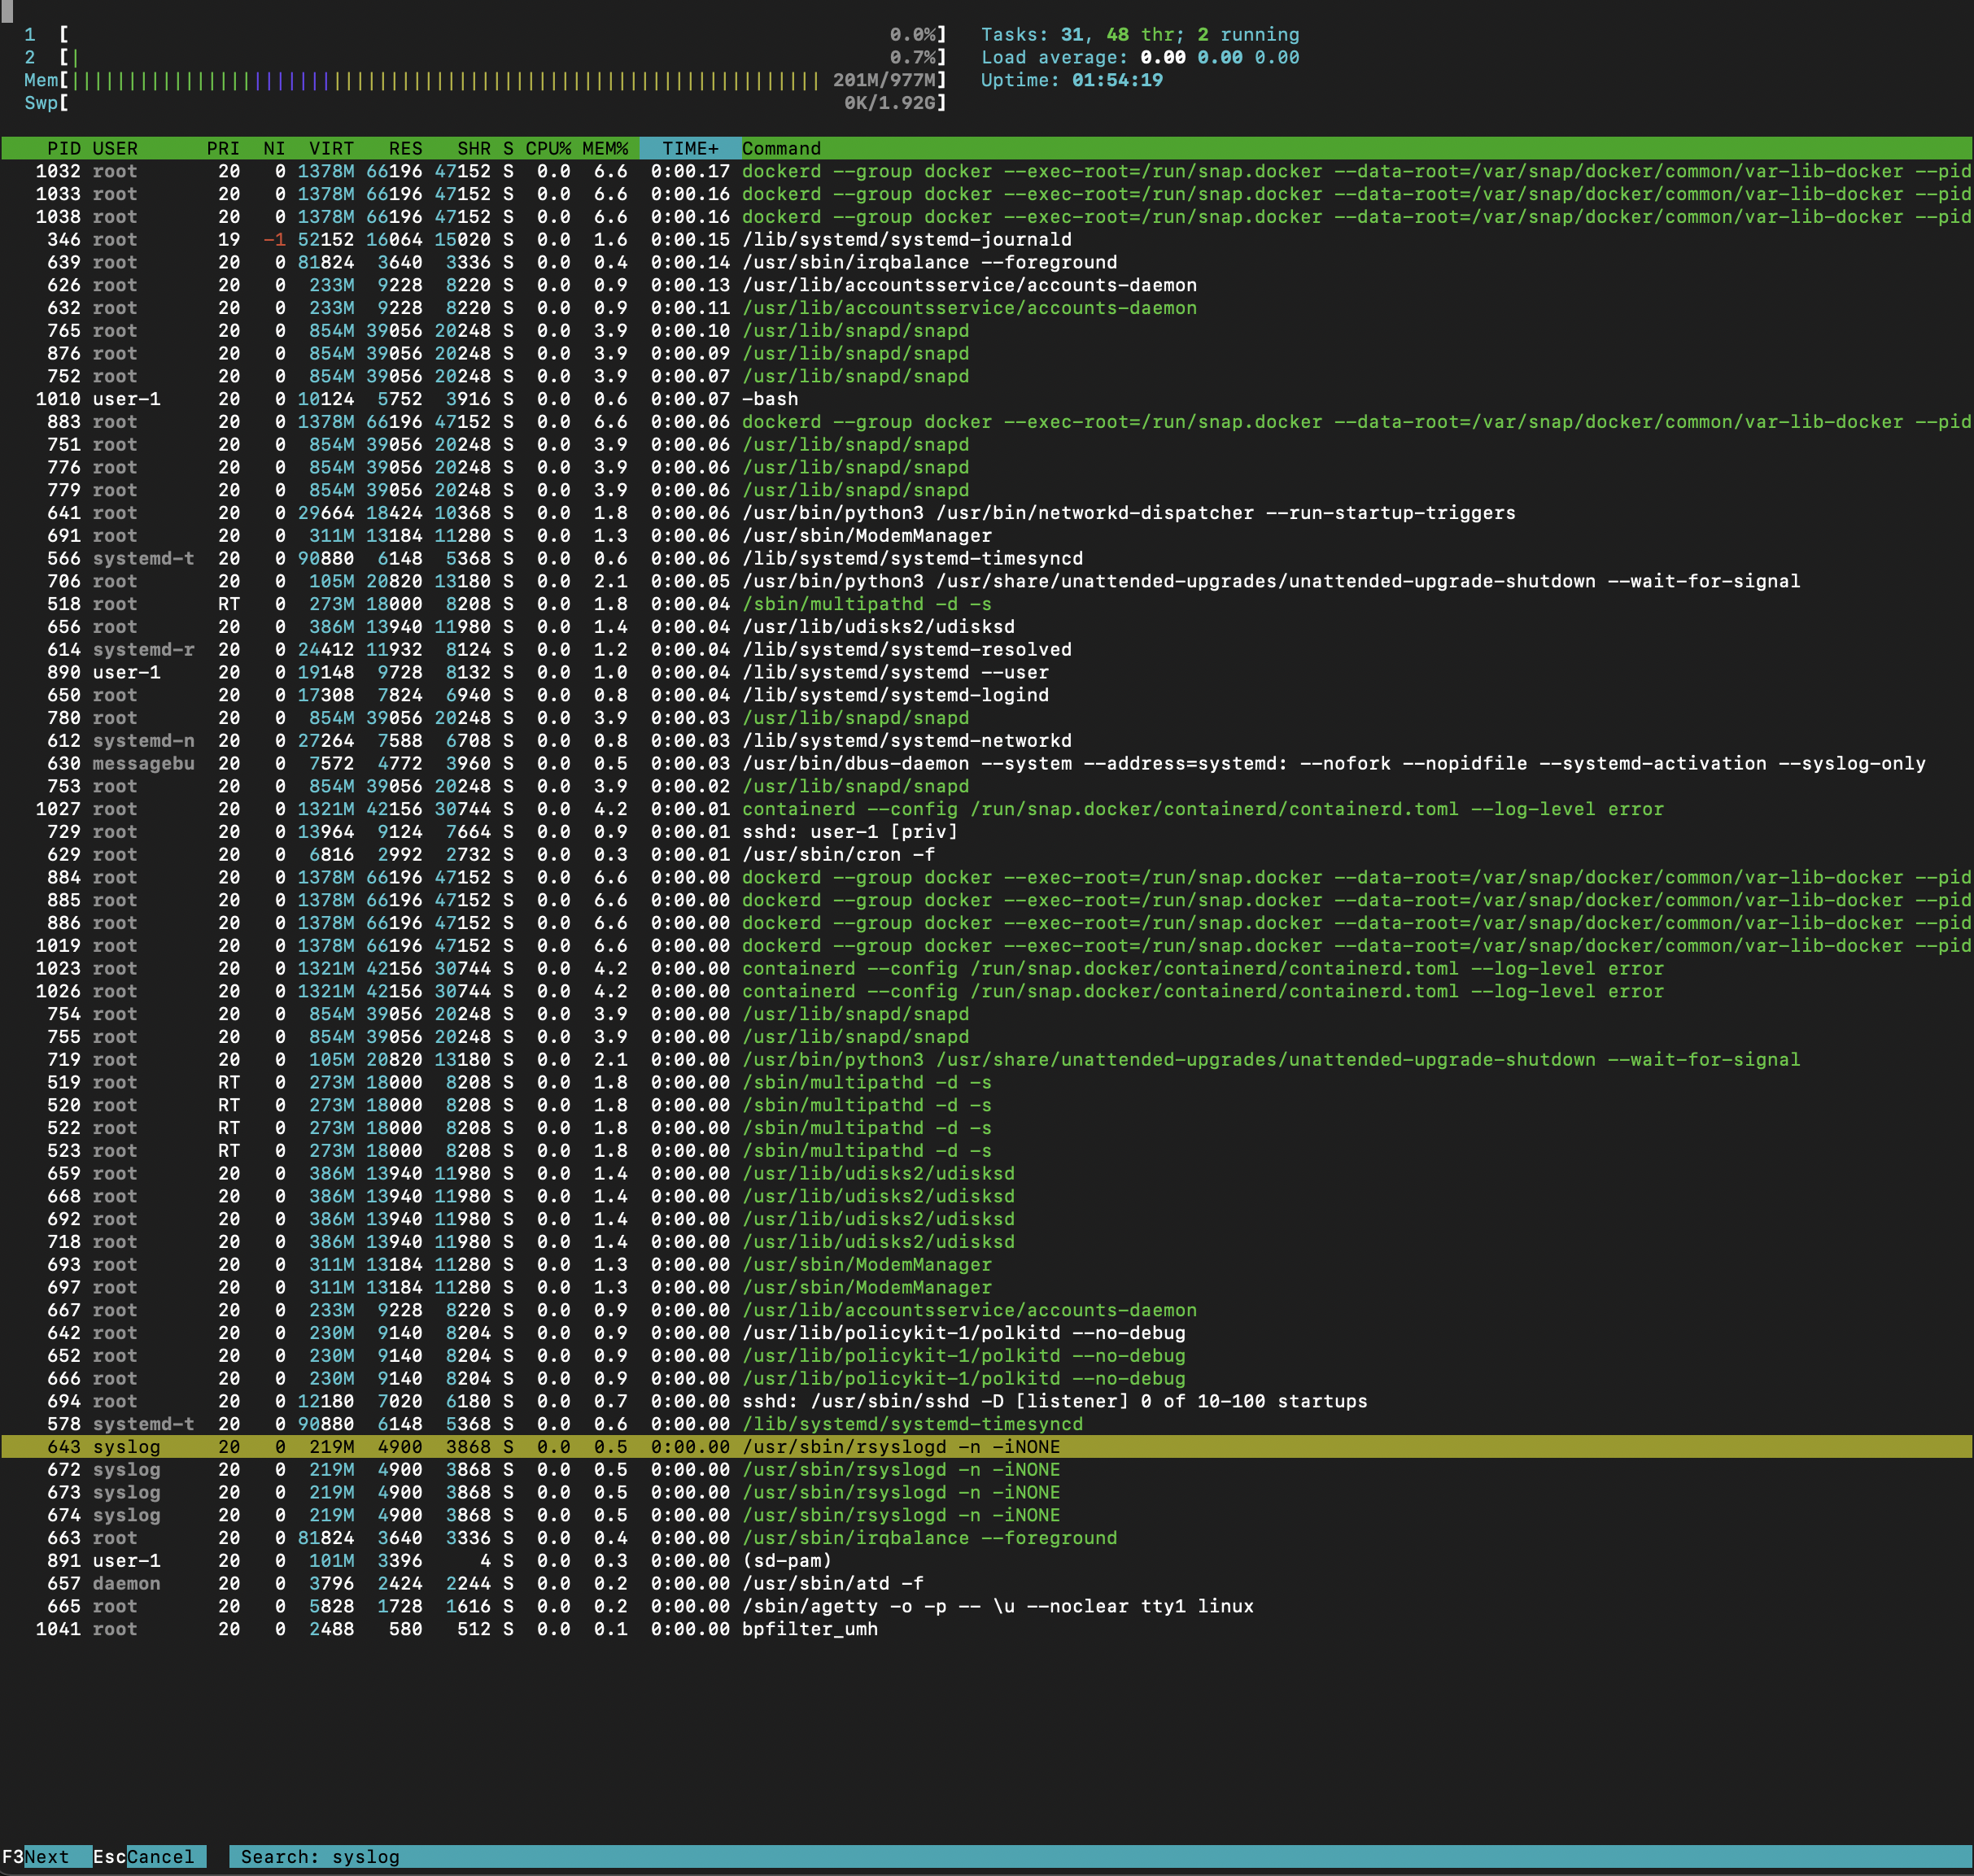 1 [ 0.0%] Tasks: 31, 48 thr; 2 running
2 [| 0.7%] Load average: 0.00 0.00 0.00
Mem[|||||||||||||||||||||||||||||||||||||||||||||||||||||||||||||||||| 201M/977M] Uptime: 01:54:19
Swp[ 0K/1.92G]
PID USER PRI NI VIRT RES SHR S CPU% MEM% TIME+ Command
1032 root 20 0 1378M 66196 47152 S 0.0 6.6 0:00.17 dockerd --group docker --exec-root=/run/snap.docker --data-root=/var/snap/docker/common/var-lib-docker --pid
1033 root 20 0 1378M 66196 47152 S 0.0 6.6 0:00.16 dockerd --group docker --exec-root=/run/snap.docker --data-root=/var/snap/docker/common/var-lib-docker --pid
1038 root 20 0 1378M 66196 47152 S 0.0 6.6 0:00.16 dockerd --group docker --exec-root=/run/snap.docker --data-root=/var/snap/docker/common/var-lib-docker --pid
346 root 19 -1 52152 16064 15020 S 0.0 1.6 0:00.15 /lib/systemd/systemd-journald
639 root 20 0 81824 3640 3336 S 0.0 0.4 0:00.14 /usr/sbin/irqbalance --foreground
626 root 20 0 233M 9228 8220 S 0.0 0.9 0:00.13 /usr/lib/accountsservice/accounts-daemon
632 root 20 0 233M 9228 8220 S 0.0 0.9 0:00.11 /usr/lib/accountsservice/accounts-daemon
765 root 20 0 854M 39056 20248 S 0.0 3.9 0:00.10 /usr/lib/snapd/snapd
876 root 20 0 854M 39056 20248 S 0.0 3.9 0:00.09 /usr/lib/snapd/snapd
752 root 20 0 854M 39056 20248 S 0.0 3.9 0:00.07 /usr/lib/snapd/snapd
1010 user-1 20 0 10124 5752 3916 S 0.0 0.6 0:00.07 -bash
883 root 20 0 1378M 66196 47152 S 0.0 6.6 0:00.06 dockerd --group docker --exec-root=/run/snap.docker --data-root=/var/snap/docker/common/var-lib-docker --pid
751 root 20 0 854M 39056 20248 S 0.0 3.9 0:00.06 /usr/lib/snapd/snapd
776 root 20 0 854M 39056 20248 S 0.0 3.9 0:00.06 /usr/lib/snapd/snapd
779 root 20 0 854M 39056 20248 S 0.0 3.9 0:00.06 /usr/lib/snapd/snapd
641 root 20 0 29664 18424 10368 S 0.0 1.8 0:00.06 /usr/bin/python3 /usr/bin/networkd-dispatcher --run-startup-triggers
691 root 20 0 311M 13184 11280 S 0.0 1.3 0:00.06 /usr/sbin/ModemManager
566 systemd-t 20 0 90880 6148 5368 S 0.0 0.6 0:00.06 /lib/systemd/systemd-timesyncd
706 root 20 0 105M 20820 13180 S 0.0 2.1 0:00.05 /usr/bin/python3 /usr/share/unattended-upgrades/unattended-upgrade-shutdown --wait-for-signal
518 root RT 0 273M 18000 8208 S 0.0 1.8 0:00.04 /sbin/multipathd -d -s
656 root 20 0 386M 13940 11980 S 0.0 1.4 0:00.04 /usr/lib/udisks2/udisksd
614 systemd-r 20 0 24412 11932 8124 S 0.0 1.2 0:00.04 /lib/systemd/systemd-resolved
890 user-1 20 0 19148 9728 8132 S 0.0 1.0 0:00.04 /lib/systemd/systemd --user
650 root 20 0 17308 7824 6940 S 0.0 0.8 0:00.04 /lib/systemd/systemd-logind
780 root 20 0 854M 39056 20248 S 0.0 3.9 0:00.03 /usr/lib/snapd/snapd
612 systemd-n 20 0 27264 7588 6708 S 0.0 0.8 0:00.03 /lib/systemd/systemd-networkd
630 messagebu 20 0 7572 4772 3960 S 0.0 0.5 0:00.03 /usr/bin/dbus-daemon --system --address=systemd: --nofork --nopidfile --systemd-activation --syslog-only
753 root 20 0 854M 39056 20248 S 0.0 3.9 0:00.02 /usr/lib/snapd/snapd
1027 root 20 0 1321M 42156 30744 S 0.0 4.2 0:00.01 containerd --config /run/snap.docker/containerd/containerd.toml --log-level error
729 root 20 0 13964 9124 7664 S 0.0 0.9 0:00.01 sshd: user-1 [priv]
629 root 20 0 6816 2992 2732 S 0.0 0.3 0:00.01 /usr/sbin/cron -f
884 root 20 0 1378M 66196 47152 S 0.0 6.6 0:00.00 dockerd --group docker --exec-root=/run/snap.docker --data-root=/var/snap/docker/common/var-lib-docker --pid
885 root 20 0 1378M 66196 47152 S 0.0 6.6 0:00.00 dockerd --group docker --exec-root=/run/snap.docker --data-root=/var/snap/docker/common/var-lib-docker --pid
886 root 20 0 1378M 66196 47152 S 0.0 6.6 0:00.00 dockerd --group docker --exec-root=/run/snap.docker --data-root=/var/snap/docker/common/var-lib-docker --pid
1019 root 20 0 1378M 66196 47152 S 0.0 6.6 0:00.00 dockerd --group docker --exec-root=/run/snap.docker --data-root=/var/snap/docker/common/var-lib-docker --pid
1023 root 20 0 1321M 42156 30744 S 0.0 4.2 0:00.00 containerd --config /run/snap.docker/containerd/containerd.toml --log-level error
1026 root 20 0 1321M 42156 30744 S 0.0 4.2 0:00.00 containerd --config /run/snap.docker/containerd/containerd.toml --log-level error
754 root 20 0 854M 39056 20248 S 0.0 3.9 0:00.00 /usr/lib/snapd/snapd
755 root 20 0 854M 39056 20248 S 0.0 3.9 0:00.00 /usr/lib/snapd/snapd
719 root 20 0 105M 20820 13180 S 0.0 2.1 0:00.00 /usr/bin/python3 /usr/share/unattended-upgrades/unattended-upgrade-shutdown --wait-for-signal
519 root RT 0 273M 18000 8208 S 0.0 1.8 0:00.00 /sbin/multipathd -d -s
520 root RT 0 273M 18000 8208 S 0.0 1.8 0:00.00 /sbin/multipathd -d -s
522 root RT 0 273M 18000 8208 S 0.0 1.8 0:00.00 /sbin/multipathd -d -s
523 root RT 0 273M 18000 8208 S 0.0 1.8 0:00.00 /sbin/multipathd -d -s
659 root 20 0 386M 13940 11980 S 0.0 1.4 0:00.00 /usr/lib/udisks2/udisksd
668 root 20 0 386M 13940 11980 S 0.0 1.4 0:00.00 /usr/lib/udisks2/udisksd
692 root 20 0 386M 13940 11980 S 0.0 1.4 0:00.00 /usr/lib/udisks2/udisksd
718 root 20 0 386M 13940 11980 S 0.0 1.4 0:00.00 /usr/lib/udisks2/udisksd
693 root 20 0 311M 13184 11280 S 0.0 1.3 0:00.00 /usr/sbin/ModemManager
697 root 20 0 311M 13184 11280 S 0.0 1.3 0:00.00 /usr/sbin/ModemManager
667 root 20 0 233M 9228 8220 S 0.0 0.9 0:00.00 /usr/lib/accountsservice/accounts-daemon
642 root 20 0 230M 9140 8204 S 0.0 0.9 0:00.00 /usr/lib/policykit-1/polkitd --no-debug
652 root 20 0 230M 9140 8204 S 0.0 0.9 0:00.00 /usr/lib/policykit-1/polkitd --no-debug
666 root 20 0 230M 9140 8204 S 0.0 0.9 0:00.00 /usr/lib/policykit-1/polkitd --no-debug
694 root 20 0 12180 7020 6180 S 0.0 0.7 0:00.00 sshd: /usr/sbin/sshd -D [listener] 0 of 10-100 startups
578 systemd-t 20 0 90880 6148 5368 S 0.0 0.6 0:00.00 /lib/systemd/systemd-timesyncd
643 syslog 20 0 219M 4900 3868 S 0.0 0.5 0:00.00 /usr/sbin/rsyslogd -n -iNONE
672 syslog 20 0 219M 4900 3868 S 0.0 0.5 0:00.00 /usr/sbin/rsyslogd -n -iNONE
673 syslog 20 0 219M 4900 3868 S 0.0 0.5 0:00.00 /usr/sbin/rsyslogd -n -iNONE
674 syslog 20 0 219M 4900 3868 S 0.0 0.5 0:00.00 /usr/sbin/rsyslogd -n -iNONE
663 root 20 0 81824 3640 3336 S 0.0 0.4 0:00.00 /usr/sbin/irqbalance --foreground
891 user-1 20 0 101M 3396 4 S 0.0 0.3 0:00.00 (sd-pam)
657 daemon 20 0 3796 2424 2244 S 0.0 0.2 0:00.00 /usr/sbin/atd -f
665 root 20 0 5828 1728 1616 S 0.0 0.2 0:00.00 /sbin/agetty -o -p -- \u --noclear tty1 linux
1041 root 20 0 2488 580 512 S 0.0 0.1 0:00.00 bpfilter_umh
F3Next EscCancel Search: syslog